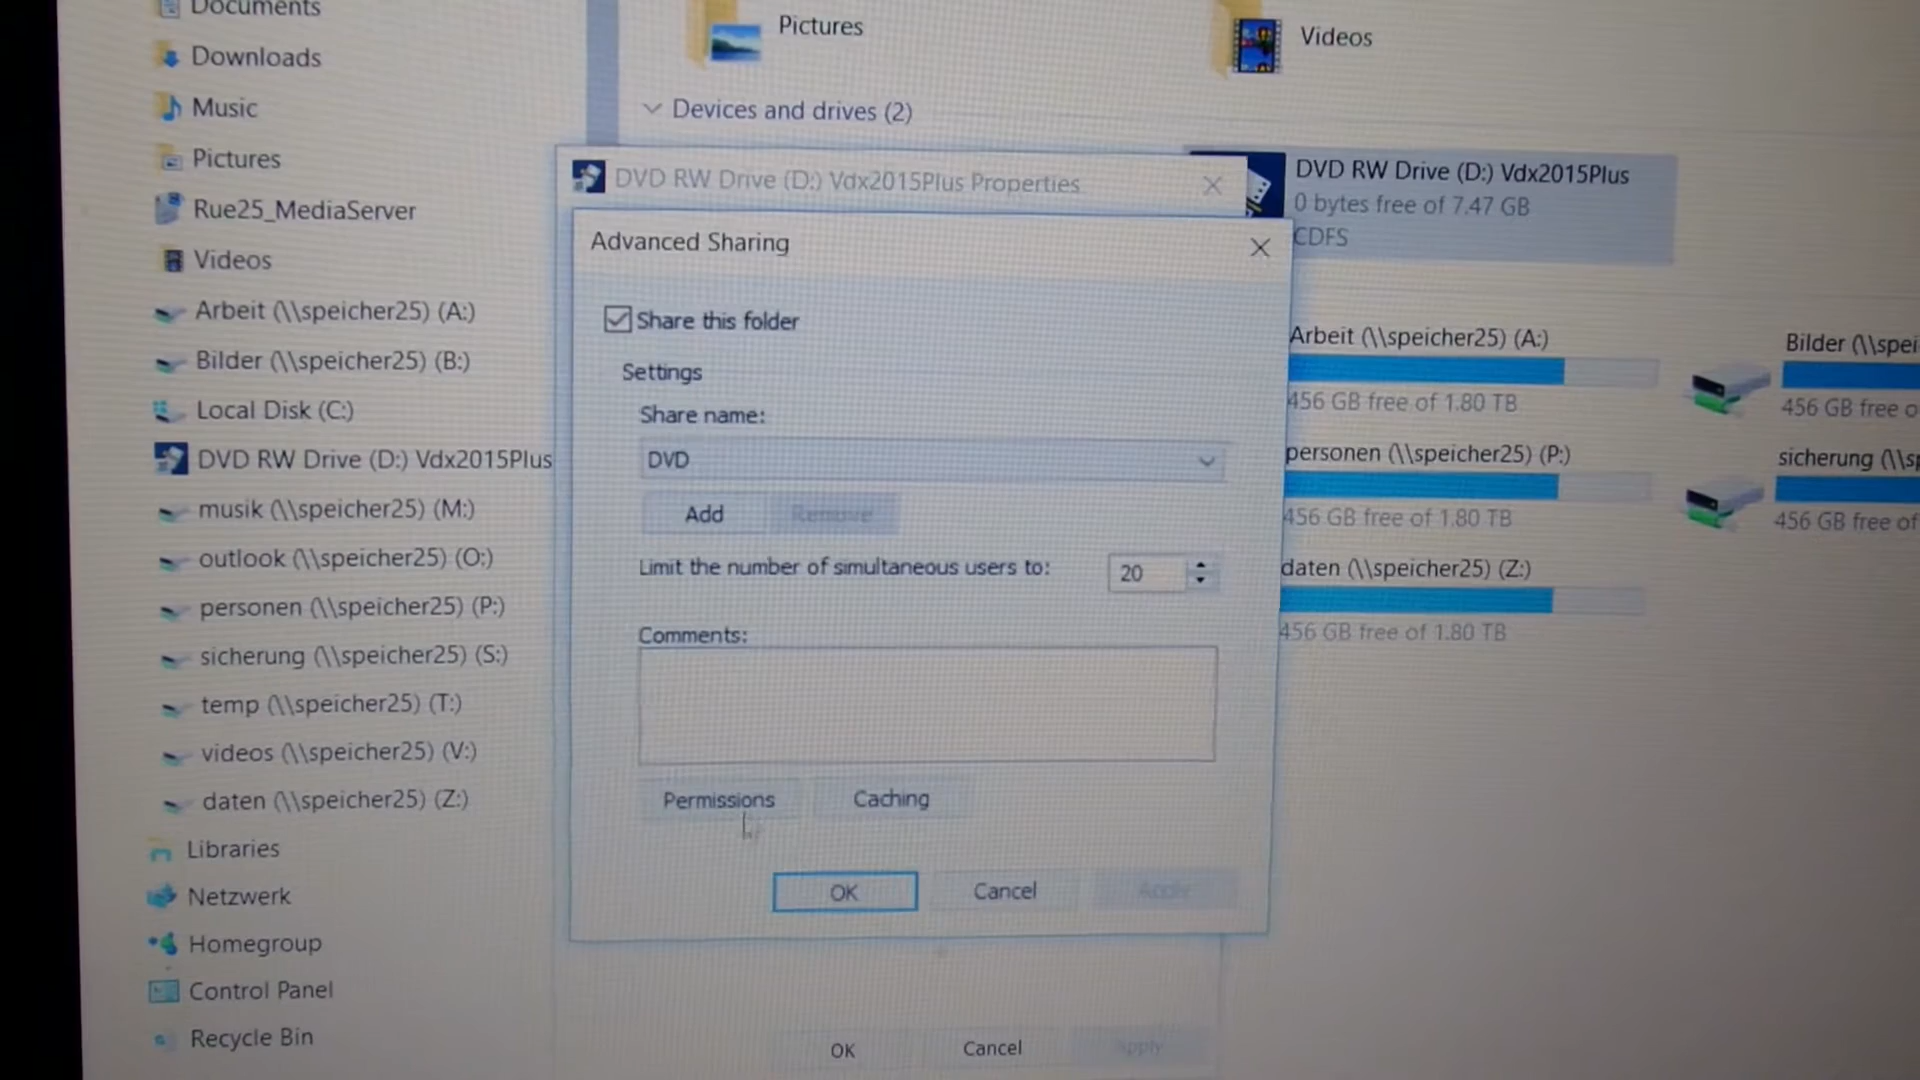 Documents
Downloads
Music
Pictures
Rue25_MediaServer
Videos
Arbeit (\\speicher25) (A:)
Bilder (\\speicher25) (B:)
Local Disk (C:)
DVD RW Drive (D:) Vdx2015Plus
musik (\\speicher25) (M:)
outlook (\\speicher25) (O:)
personen (\\speicher25) (P:)
sicherung (\\speicher25) (S:)
temp (\\speicher25) (T:)
videos (\\speicher25) (V:)
daten (\\speicher25) (Z:)
Libraries
Netzwerk
Homegroup
Control Panel
Recycle Bin
Pictures
Videos
Devices and drives (2)
DVD RW Drive (D:) Vdx2015Plus Properties
Advanced Sharing
Share this folder
Settings
Share name:
DVD
Add
Remove
Limit the number of simultaneous users to:
20
Comments:
Permissions
Caching
OK
Cancel
Apply
OK
Cancel
Apply
DVD RW Drive (D:) Vdx2015Plus
0 bytes free of 7.47 GB
CDFS
Arbeit (\\speicher25) (A:)
456 GB free of 1.80 TB
personen (\\speicher25) (P:)
456 GB free of 1.80 TB
daten (\\speicher25) (Z:)
456 GB free of 1.80 TB
Bilder (\\spei
456 GB free o
sicherung (\\sp
456 GB free of